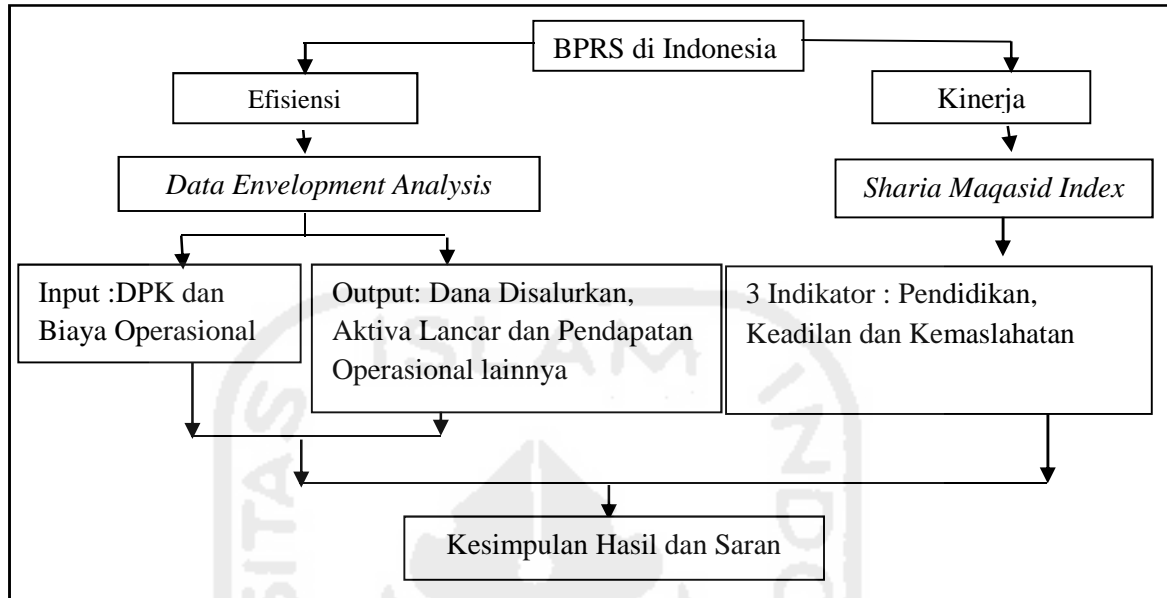 BPRS di Indonesia
Efisiensi
Kinerja
Data Envelopment Analysis
Sharia Maqasid Index
Input :DPK dan
Biaya Operasional
Output: Dana Disalurkan,
Aktiva Lancar dan Pendapatan
Operasional lainnya
3 Indikator : Pendidikan,
Keadilan dan Kemaslahatan
ISLAM
Kesimpulan Hasil dan Saran